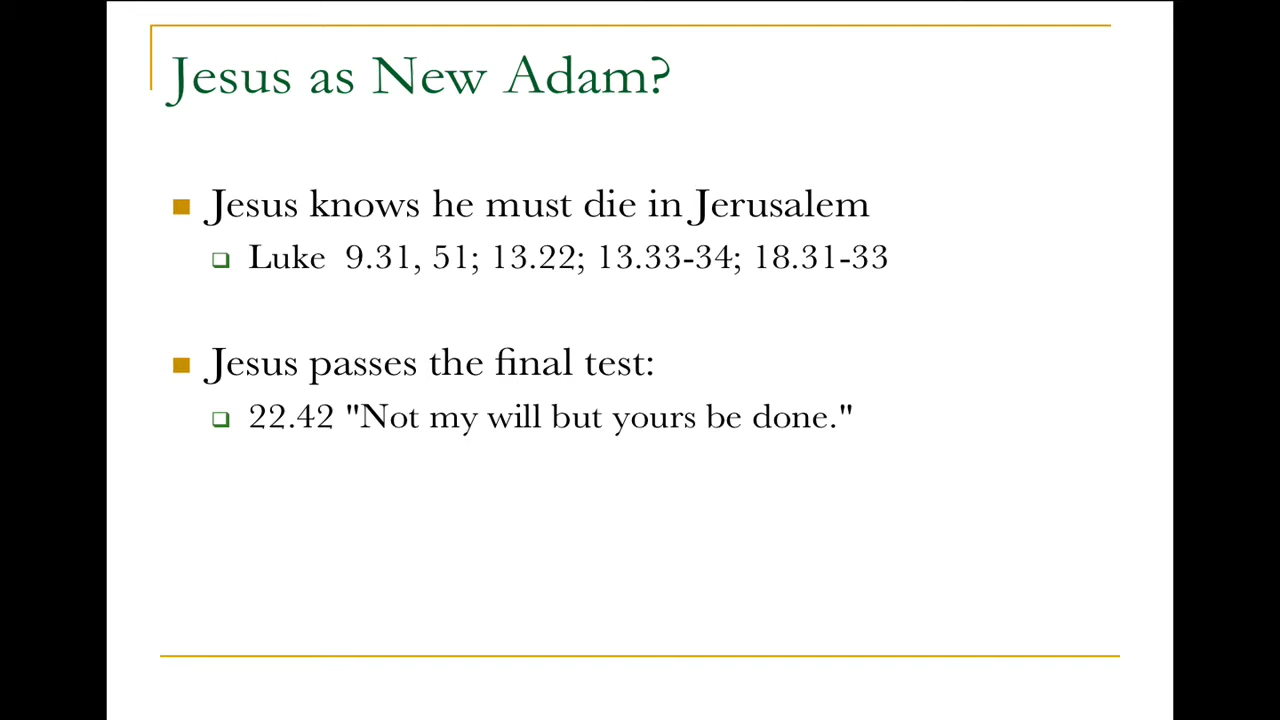 Jesus as New Adam?
Jesus knows he must die in Jerusalem
Luke 9.31, 51; 13.22; 13.33-34; 18.31-33
Jesus passes the final test:
22.42 "Not my will but yours be done."